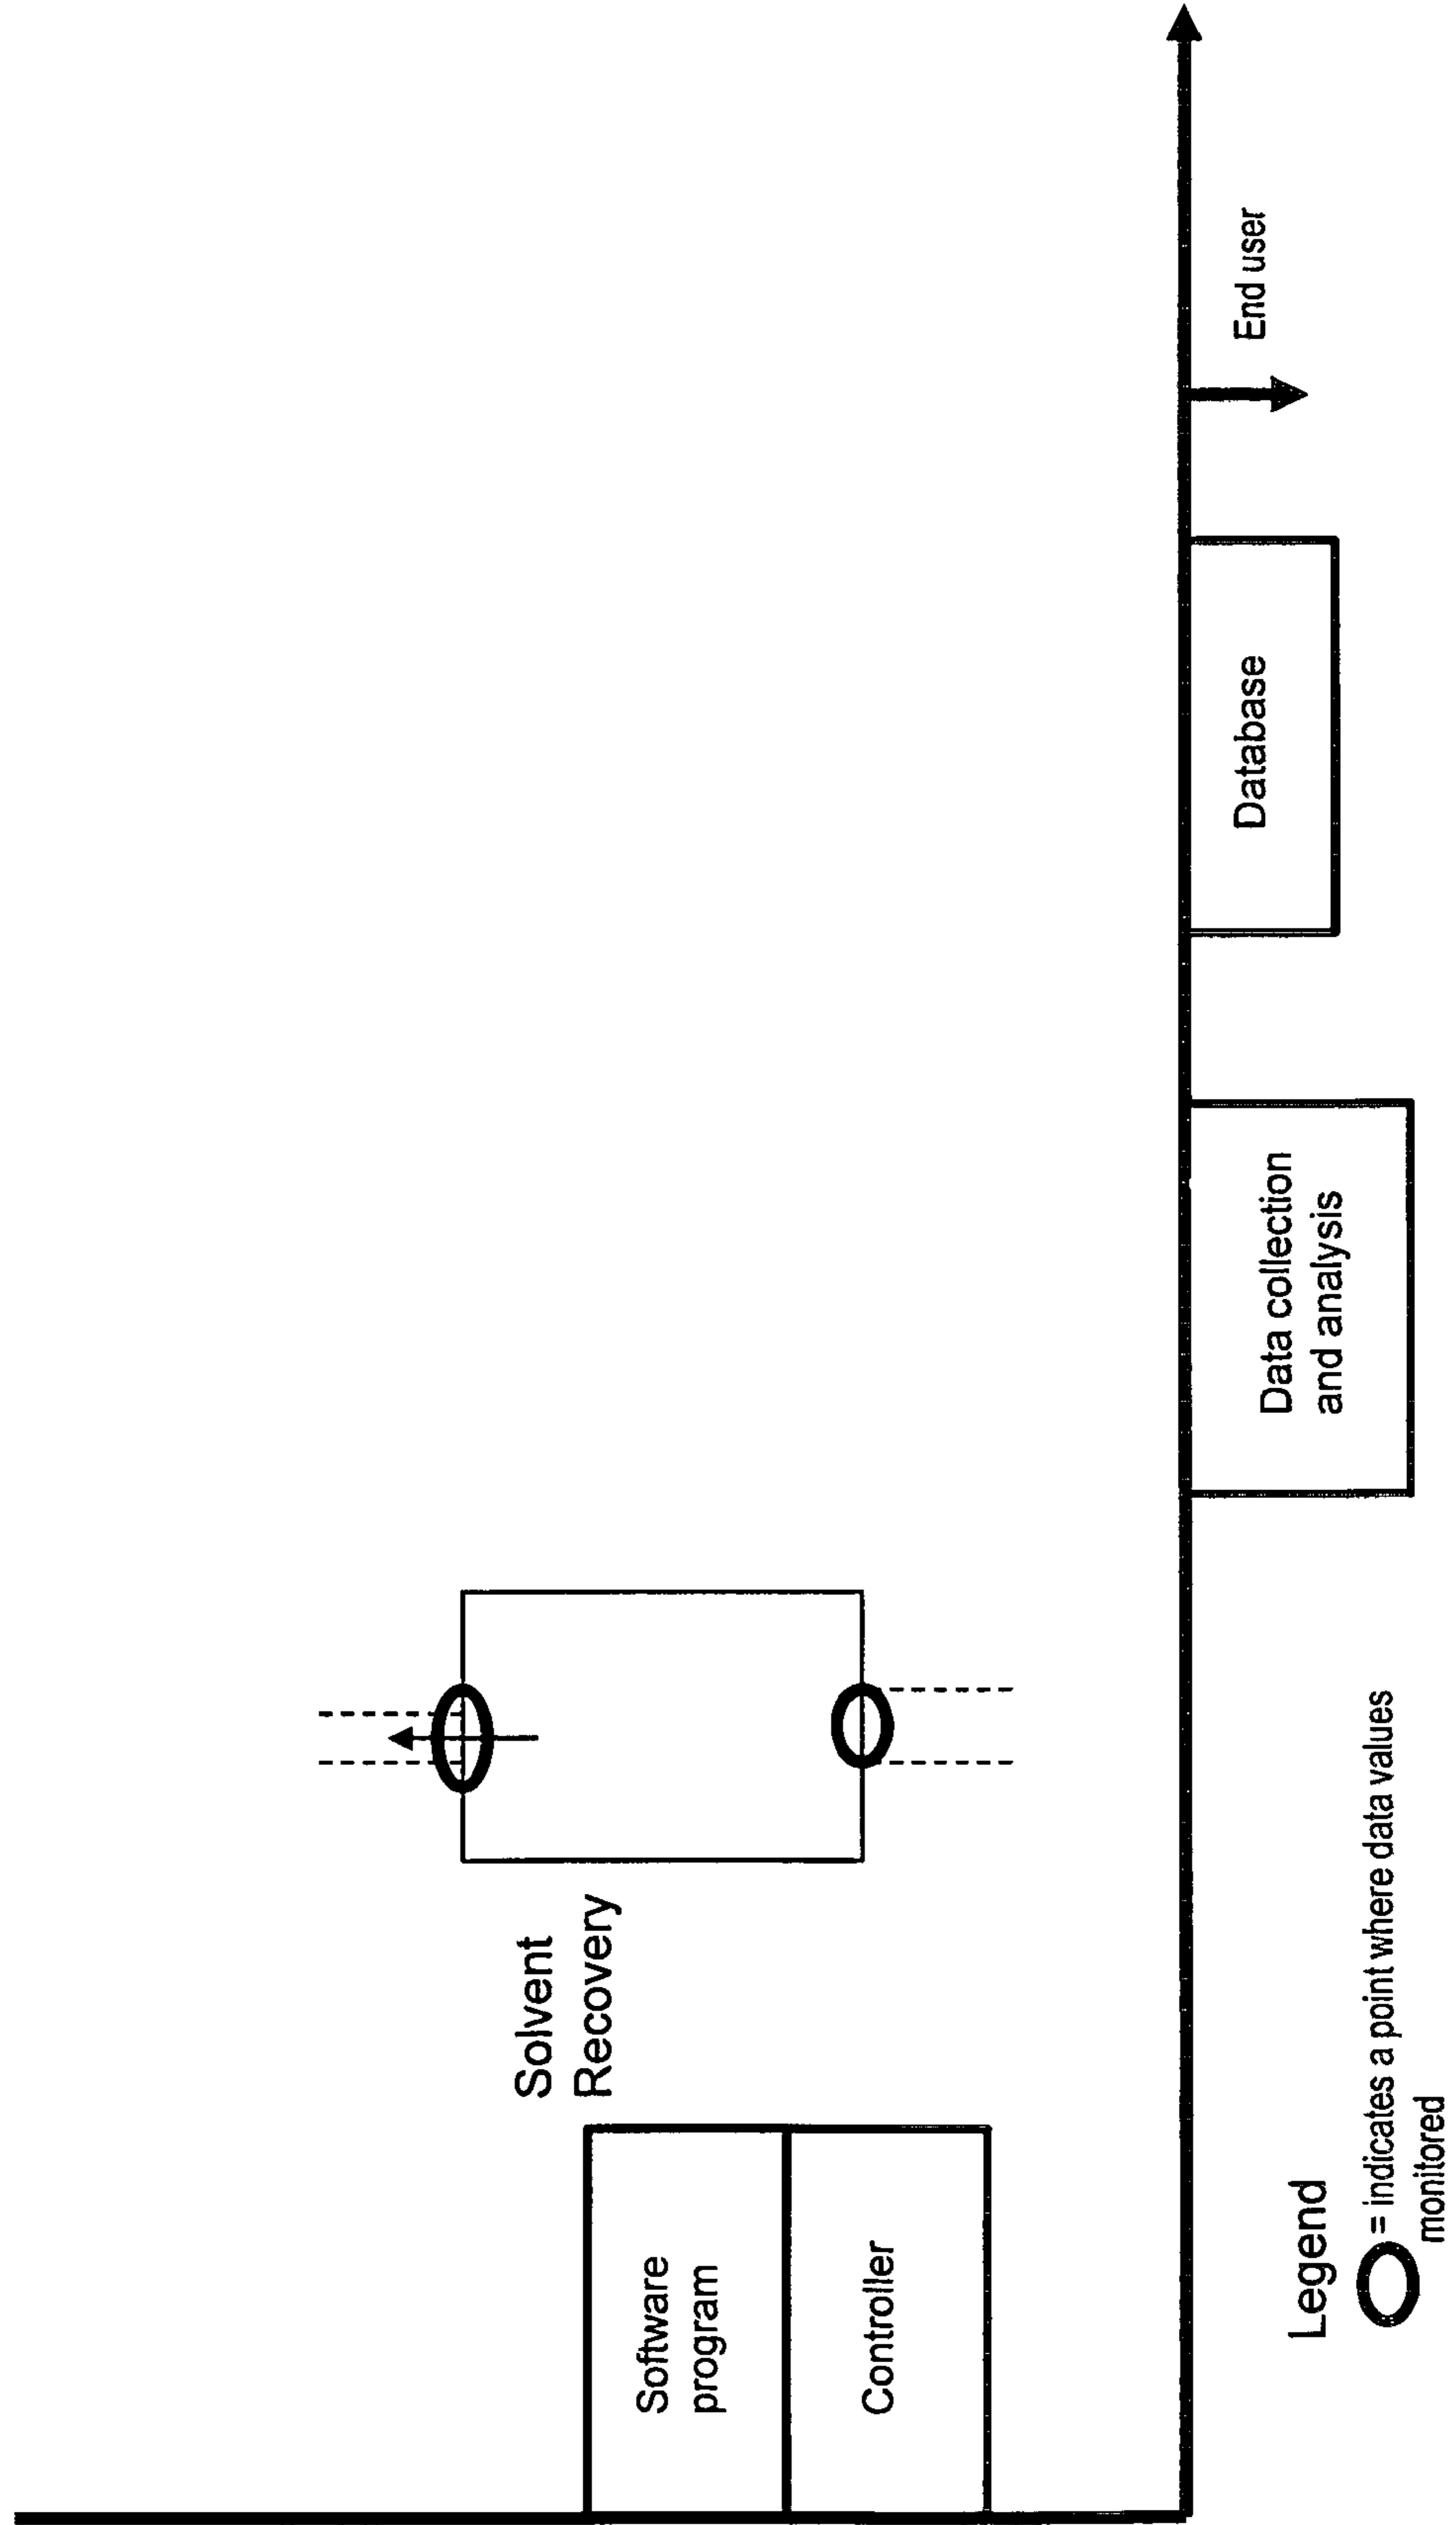 Solvent
Recovery
Software
program
Controller
Data collection
and analysis
Database
End user
Legend
= indicates a point where data values
monitored